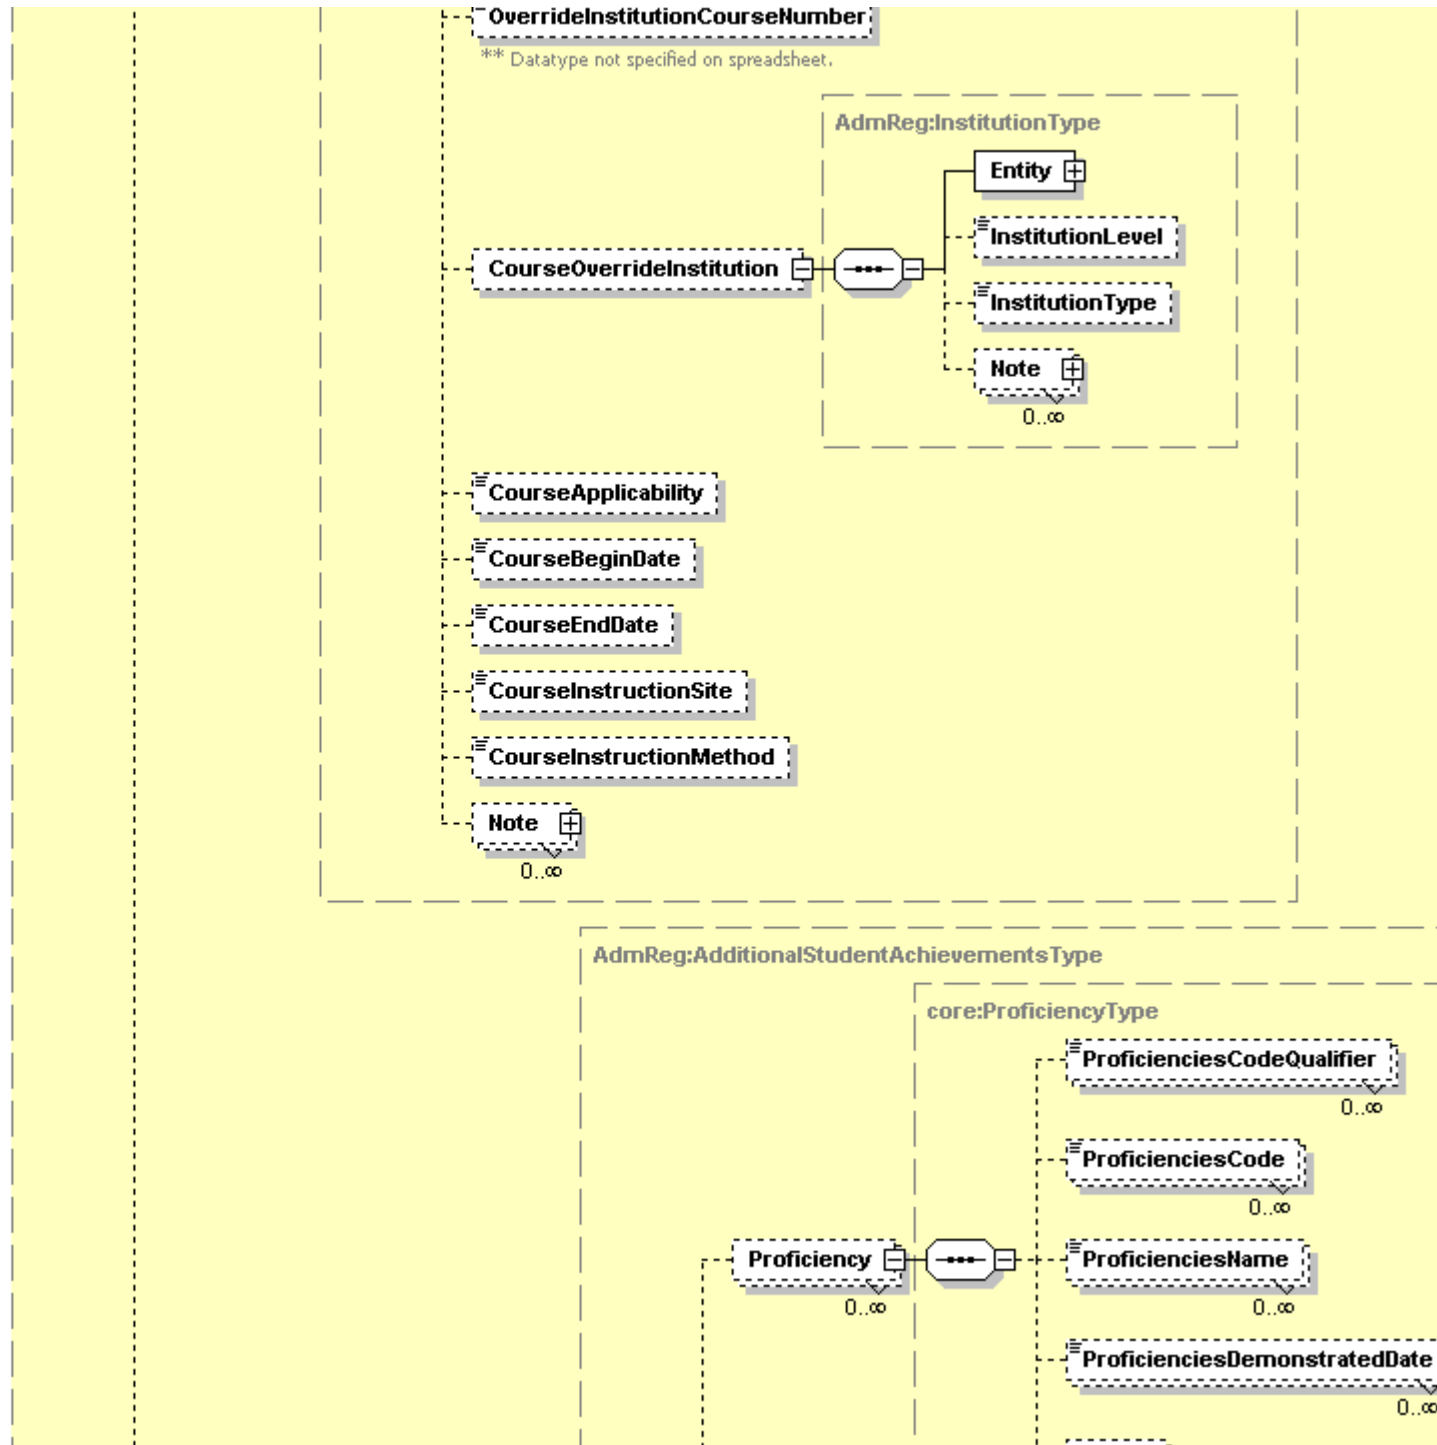 OverrideInstitutionCourseNumber
** Datatype not specified on spreadsheet.
AdmReg:InstitutionType
Entity
InstitutionLevel
CourseOverrideInstitution
InstitutionType
Note
0..∞
CourseApplicability
CourseBeginDate
CourseEndDate
CourseInstructionSite
CourseInstructionMethod
Note
0..∞
AdmReg:AdditionalStudentAchievementsType
core:ProficiencyType
ProficienciesCodeQualifier
0..∞
ProficienciesCode
0..∞
Proficiency
0..∞
ProficienciesName
0..∞
ProficienciesDemonstratedDate
0..∞